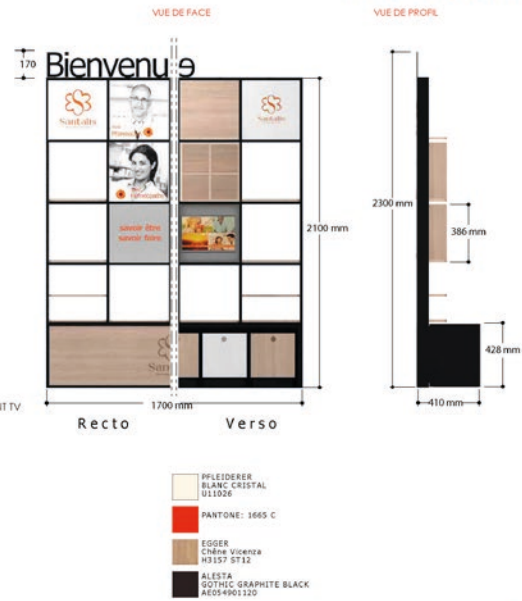 VUE DE FACE
VUE DE PROFIL
170
Bienvenue
Santalis
Santalis
savoir être
savoir faire
2100 mm
2300 mm
386 mm
428 mm
NT TV
1700 mm
410 mm
Recto
Verso
PFLEIDERER
BLANC CRISTAL
U11026
PANTONE: 1665 C
EGGER
Chêne Vicenza
H3157 ST12
ALESTA
GOTHIC GRAPHITE BLACK
AE054901120